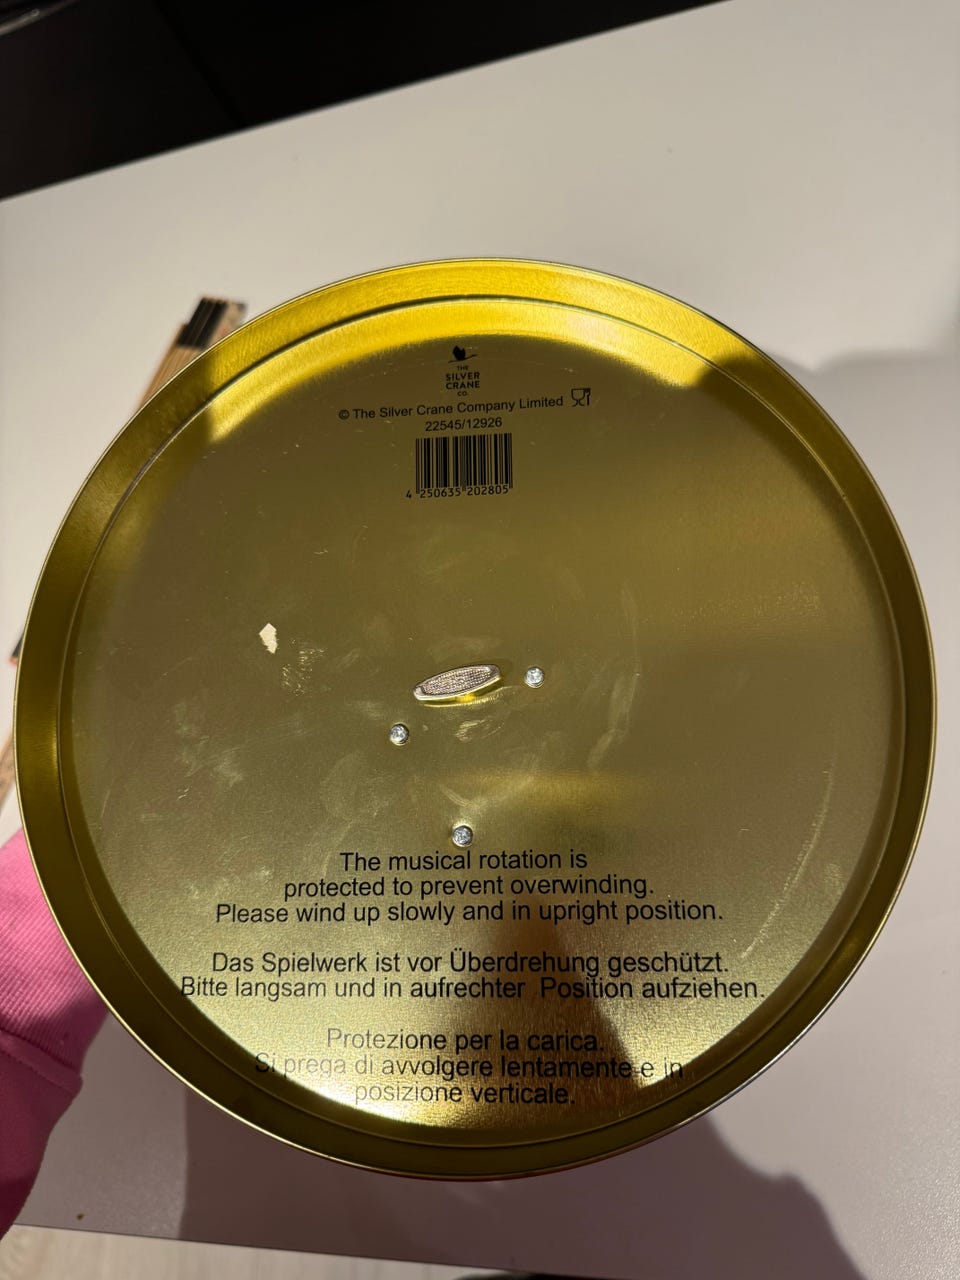 THE
SILVER
CRANE
CO.
© The Silver Crane Company Limited
22545/12926
4 250635 202805
The musical rotation is
protected to prevent overwinding.
Please wind up slowly and in upright position.
Das Spielwerk ist vor Überdrehung geschützt.
Bitte langsam und in aufrechter Position aufziehen.
Protezione per la carica.
Si prega di avvolgere lentamente e in
posizione verticale.